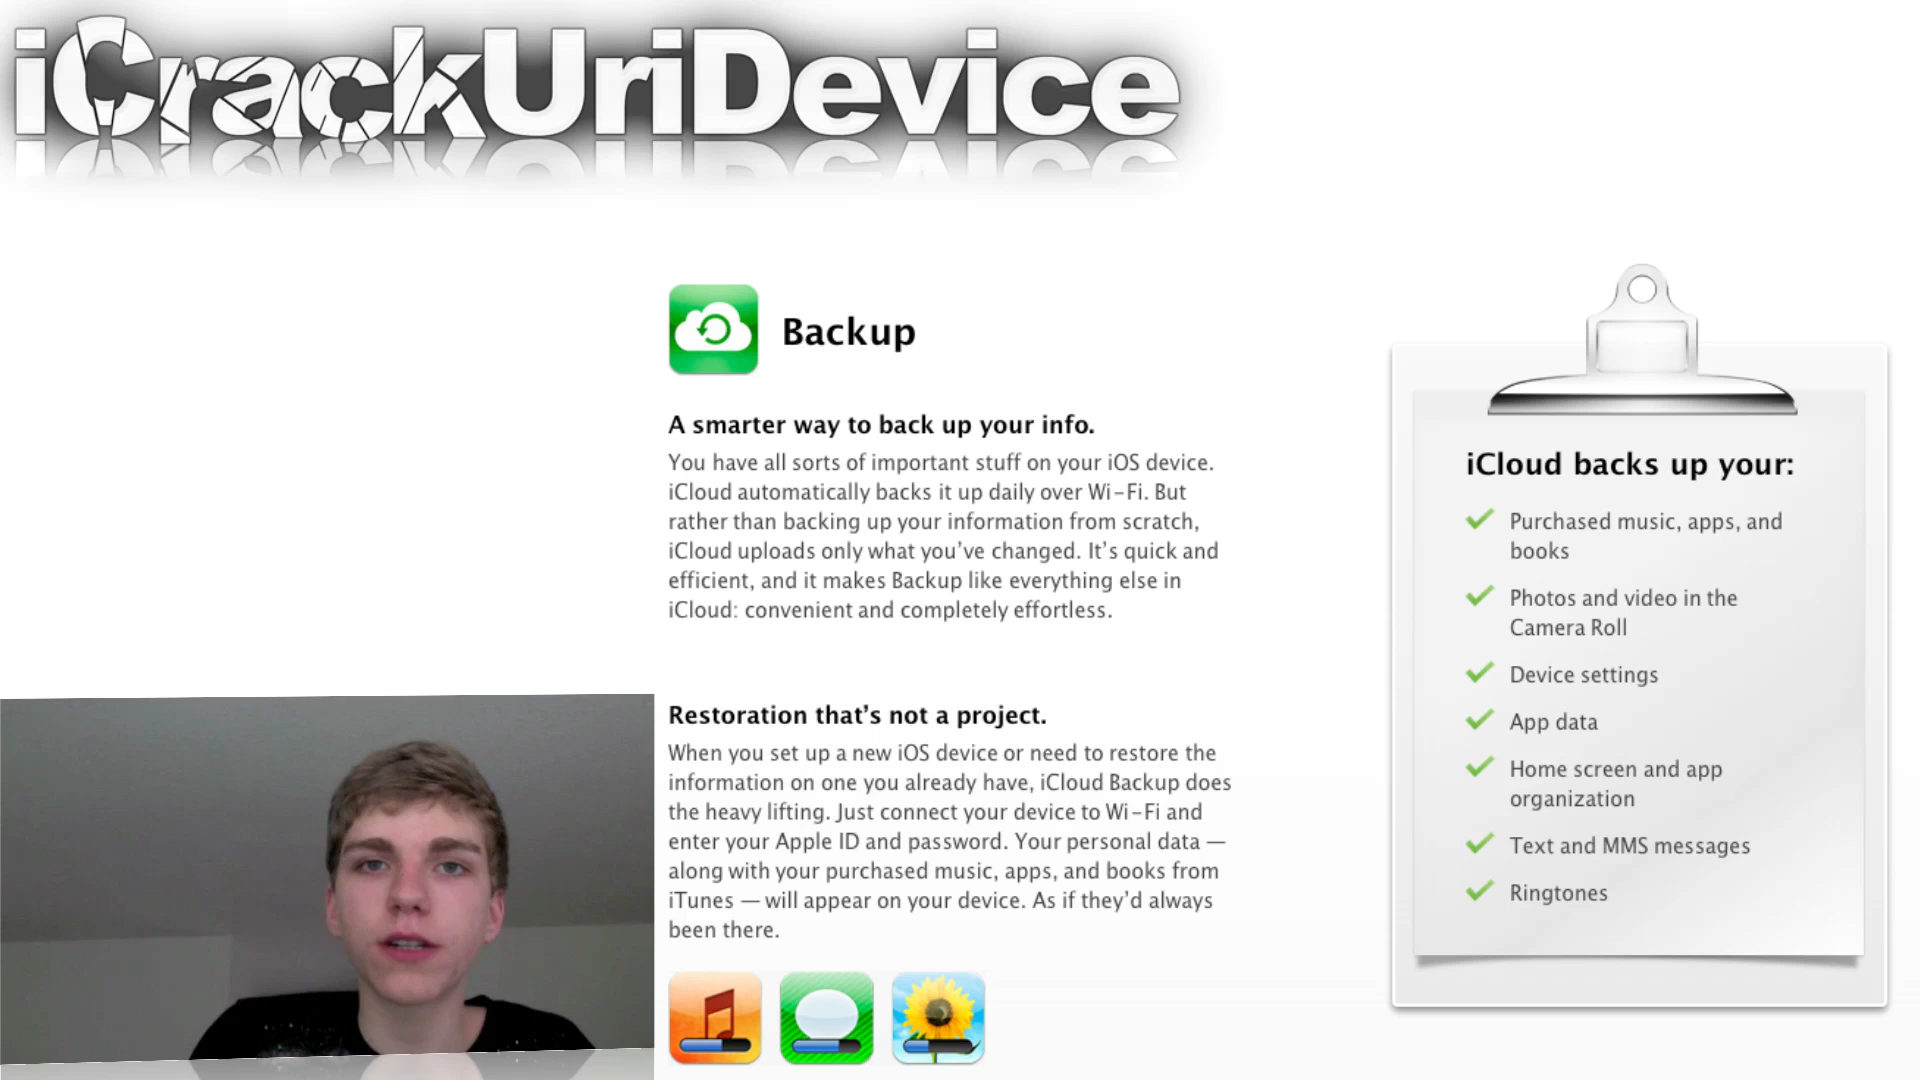 iCrackUriDevice
Backup
A smarter way to back up your info.
You have all sorts of important stuff on your iOS device.
iCloud automatically backs it up daily over Wi-Fi. But
rather than backing up your information from scratch,
iCloud uploads only what you’ve changed. It’s quick and
efficient, and it makes Backup like everything else in
iCloud: convenient and completely effortless.
Restoration that’s not a project.
When you set up a new iOS device or need to restore the
information on one you already have, iCloud Backup does
the heavy lifting. Just connect your device to Wi-Fi and
enter your Apple ID and password. Your personal data —
along with your purchased music, apps, and books from
iTunes — will appear on your device. As if they’d always
been there.
iCloud backs up your:
Purchased music, apps, and
books
Photos and video in the
Camera Roll
Device settings
App data
Home screen and app
organization
Text and MMS messages
Ringtones